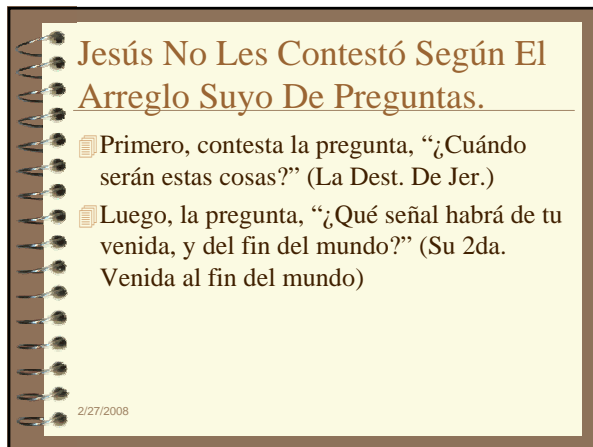 Jesús No Les Contestó Según El
Arreglo Suyo De Preguntas.
Primero, contesta la pregunta, “¿Cuándo
serán estas cosas?” (La Dest. De Jer.)
Luego, la pregunta, “¿Qué señal habrá de tu
venida, y del fin del mundo?” (Su 2da.
Venida al fin del mundo)
2/27/2008